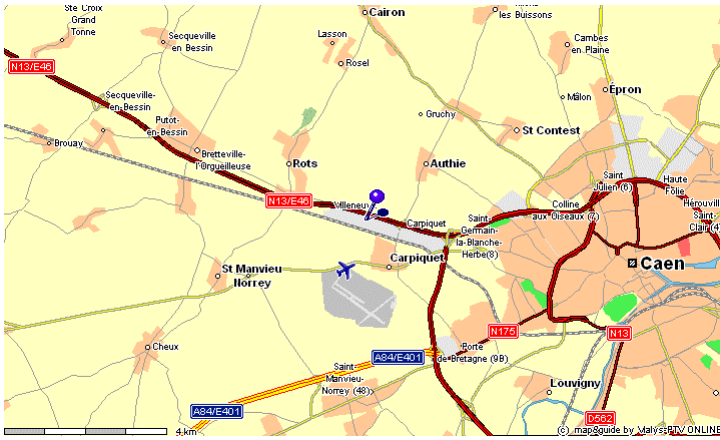 Ste Croix
Grand
Tonne
Secqueville
en Bessin
Cairon
les Buissons
Lasson
Rosel
Cambes
en Plaine
N13/E46
Secqueville-
en-Bessin
Mâlon
Épron
Putot-
en-Bessin
Gruchy
St Contest
Brouay
Bretteville-
l'Orgueilleuse
Rots
Authie
Saint
Julien (6)
Haute
Folie
N13/E46
Villeneuve
Carpiquet
Saint-
Germain-
la-Blanche-
Herbe(8)
Colline
aux Oiseaux (7)
Hérouvill
Saint-
Clair (4)
Carpiquet
Caen
St Manvieu
Norrey
N175
N13
Cheux
A84/E401
Porte
de Bretagne (9B)
Saint-
Manvieu-
Norrey (48)
Louvigny
A84/E401
D562
4 km
(c) map&guide by Malys-PTV ONLINE